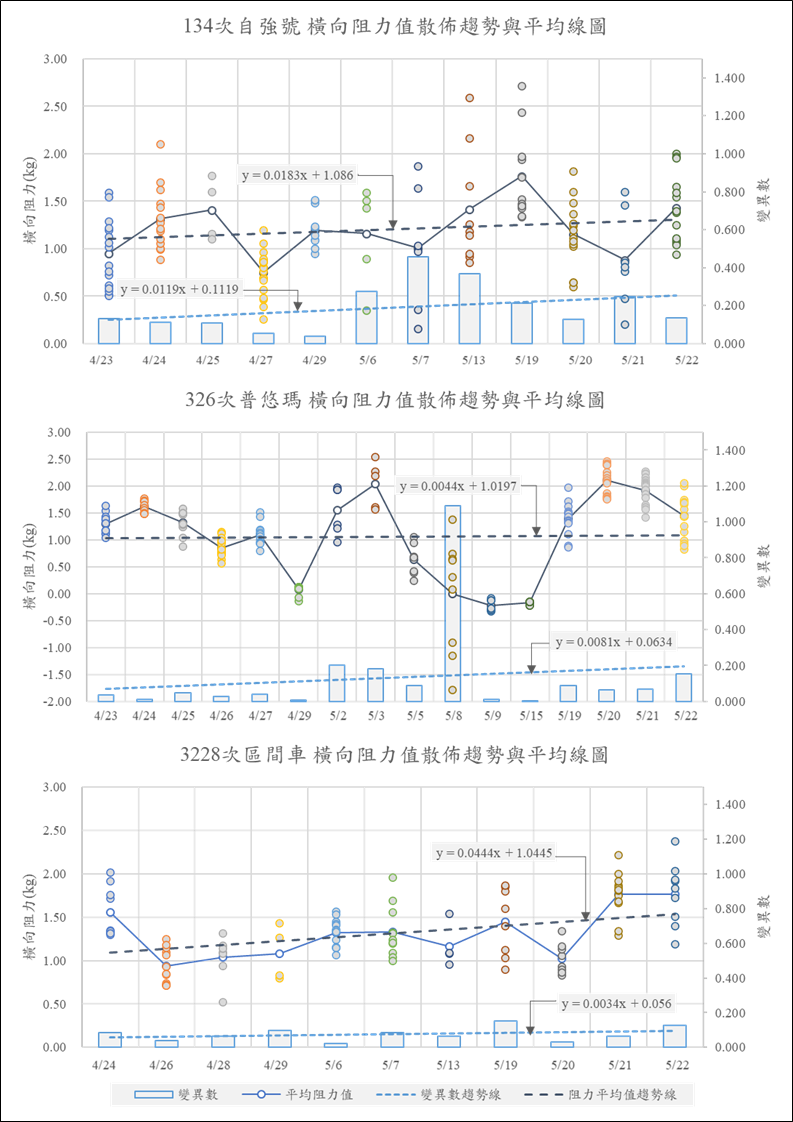 134次自強號 橫向阻力值散佈趨勢與平均線圖
3.00
2.50
2.00
1.50
1.00
0.50
0.00
橫向阻力(kg)
1.400
1.200
1.000
0.800
0.600
0.400
0.200
0.000
變異數
y = 0.0183x + 1.086
y = 0.0119x + 0.1119
4/23 4/24 4/25 4/27 4/29 5/6 5/7 5/13 5/19 5/20 5/21 5/22
326次普悠瑪 橫向阻力值散佈趨勢與平均線圖
3.00
2.50
2.00
1.50
1.00
0.50
0.00
-0.50
-1.00
-1.50
-2.00
橫向阻力(kg)
1.400
1.200
1.000
0.800
0.600
0.400
0.200
0.000
變異數
y = 0.0044x + 1.0197
y = 0.0081x + 0.0634
4/23 4/24 4/25 4/26 4/27 4/29 5/2 5/3 5/6 5/8 5/9 5/15 5/19 5/20 5/21 5/22
3228次區間車 橫向阻力值散佈趨勢與平均線圖
3.00
2.50
2.00
1.50
1.00
0.50
0.00
橫向阻力(kg)
1.400
1.200
1.000
0.800
0.600
0.400
0.200
0.000
變異數
y = 0.0444x + 1.0445
y = 0.0034x + 0.056
4/24 4/26 4/28 4/29 5/6 5/7 5/13 5/19 5/20 5/21 5/22
變異數 平均阻力值 變異數趨勢線 阻力平均值趨勢線